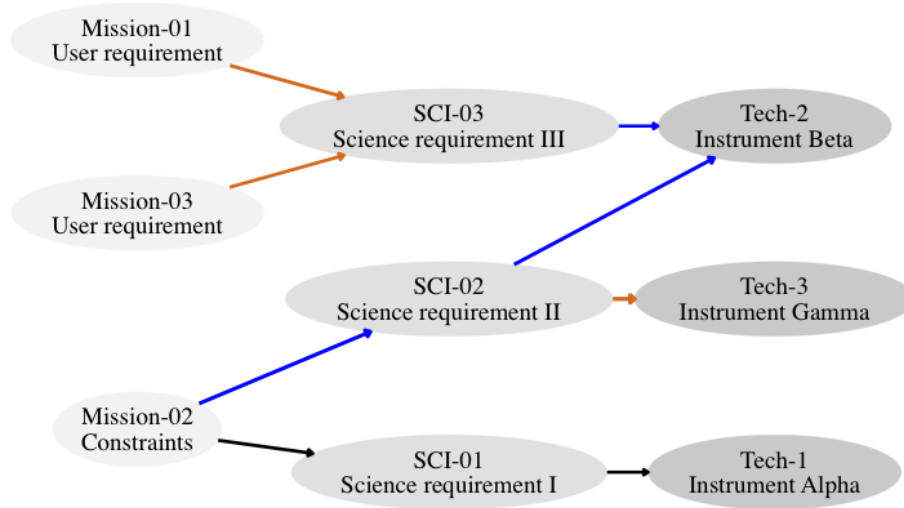 Mission-01
User requirement
SCI-03
Science requirement III
Tech-2
Instrument Beta
Mission-03
User requirement
SCI-02
Science requirement II
Tech-3
Instrument Gamma
Mission-02
Constraints
SCI-01
Science requirement I
Tech-1
Instrument Alpha